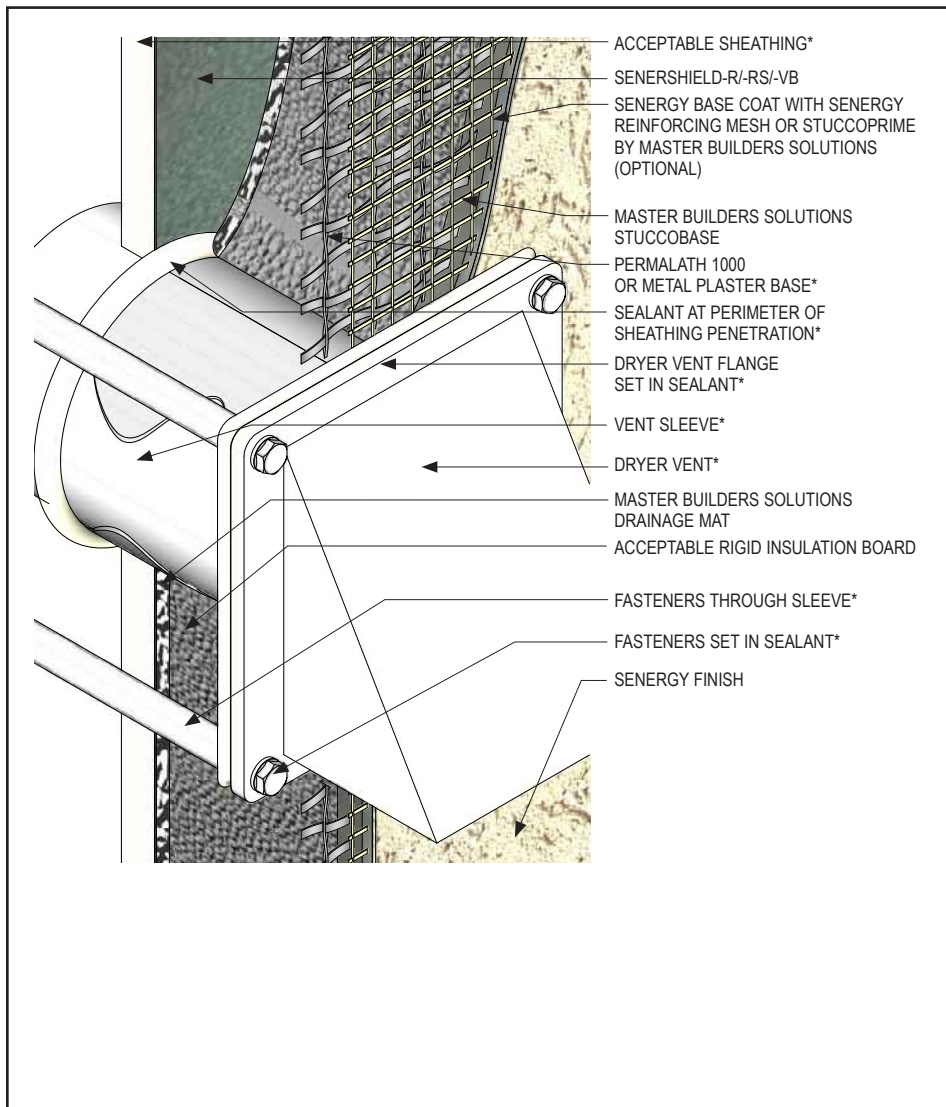 ACCEPTABLE SHEATHING*
SENERSHIELD-R/-RS/-VB
SENERGY BASE COAT WITH SENERGY
REINFORCING MESH OR STUCCOPRIME
BY MASTER BUILDERS SOLUTIONS
(OPTIONAL)
MASTER BUILDERS SOLUTIONS
STUCCOBASE
PERMALATH 1000
OR METAL PLASTER BASE*
SEALANT AT PERIMETER OF
SHEATHING PENETRATION*
DRYER VENT FLANGE
SET IN SEALANT*
VENT SLEEVE*
DRYER VENT*
MASTER BUILDERS SOLUTIONS
DRAINAGE MAT
ACCEPTABLE RIGID INSULATION BOARD
FASTENERS THROUGH SLEEVE*
FASTENERS SET IN SEALANT*
SENERGY FINISH